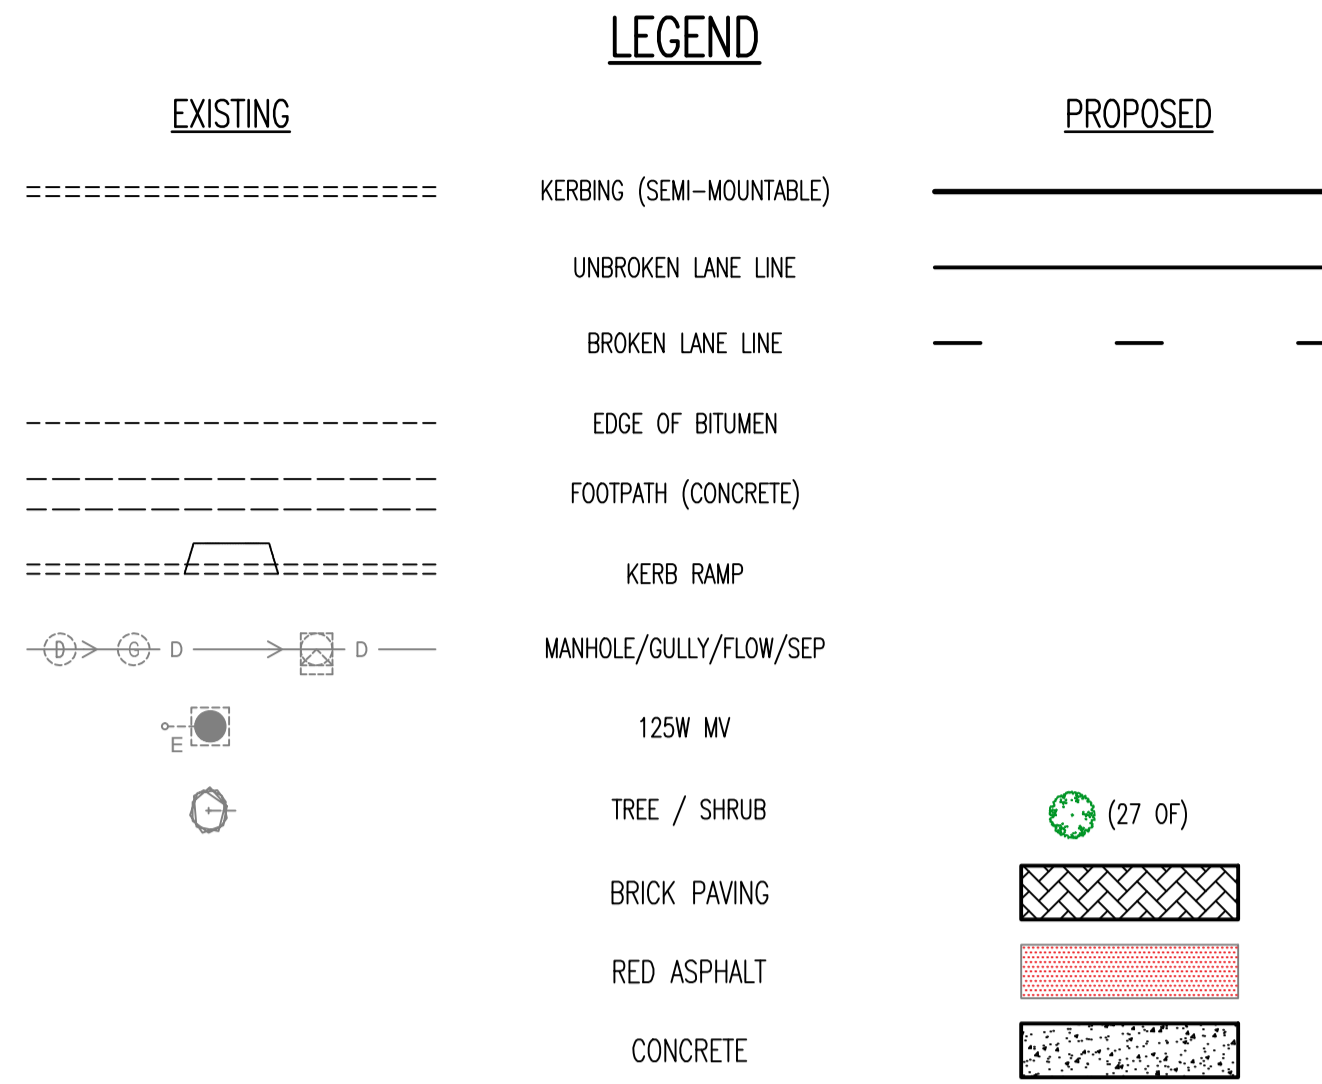 LEGEND
EXISTING PROPOSED
KERBING (SEMI-MOUNTABLE)
UNBROKEN LANE LINE
BROKEN LANE LINE
EDGE OF BITUMEN
FOOTPATH (CONCRETE)
KERB RAMP
D G D D MANHOLE/GULLY/FLOW/SEP
E 125W MV
TREE / SHRUB (27 OF)
BRICK PAVING
RED ASPHALT
CONCRETE